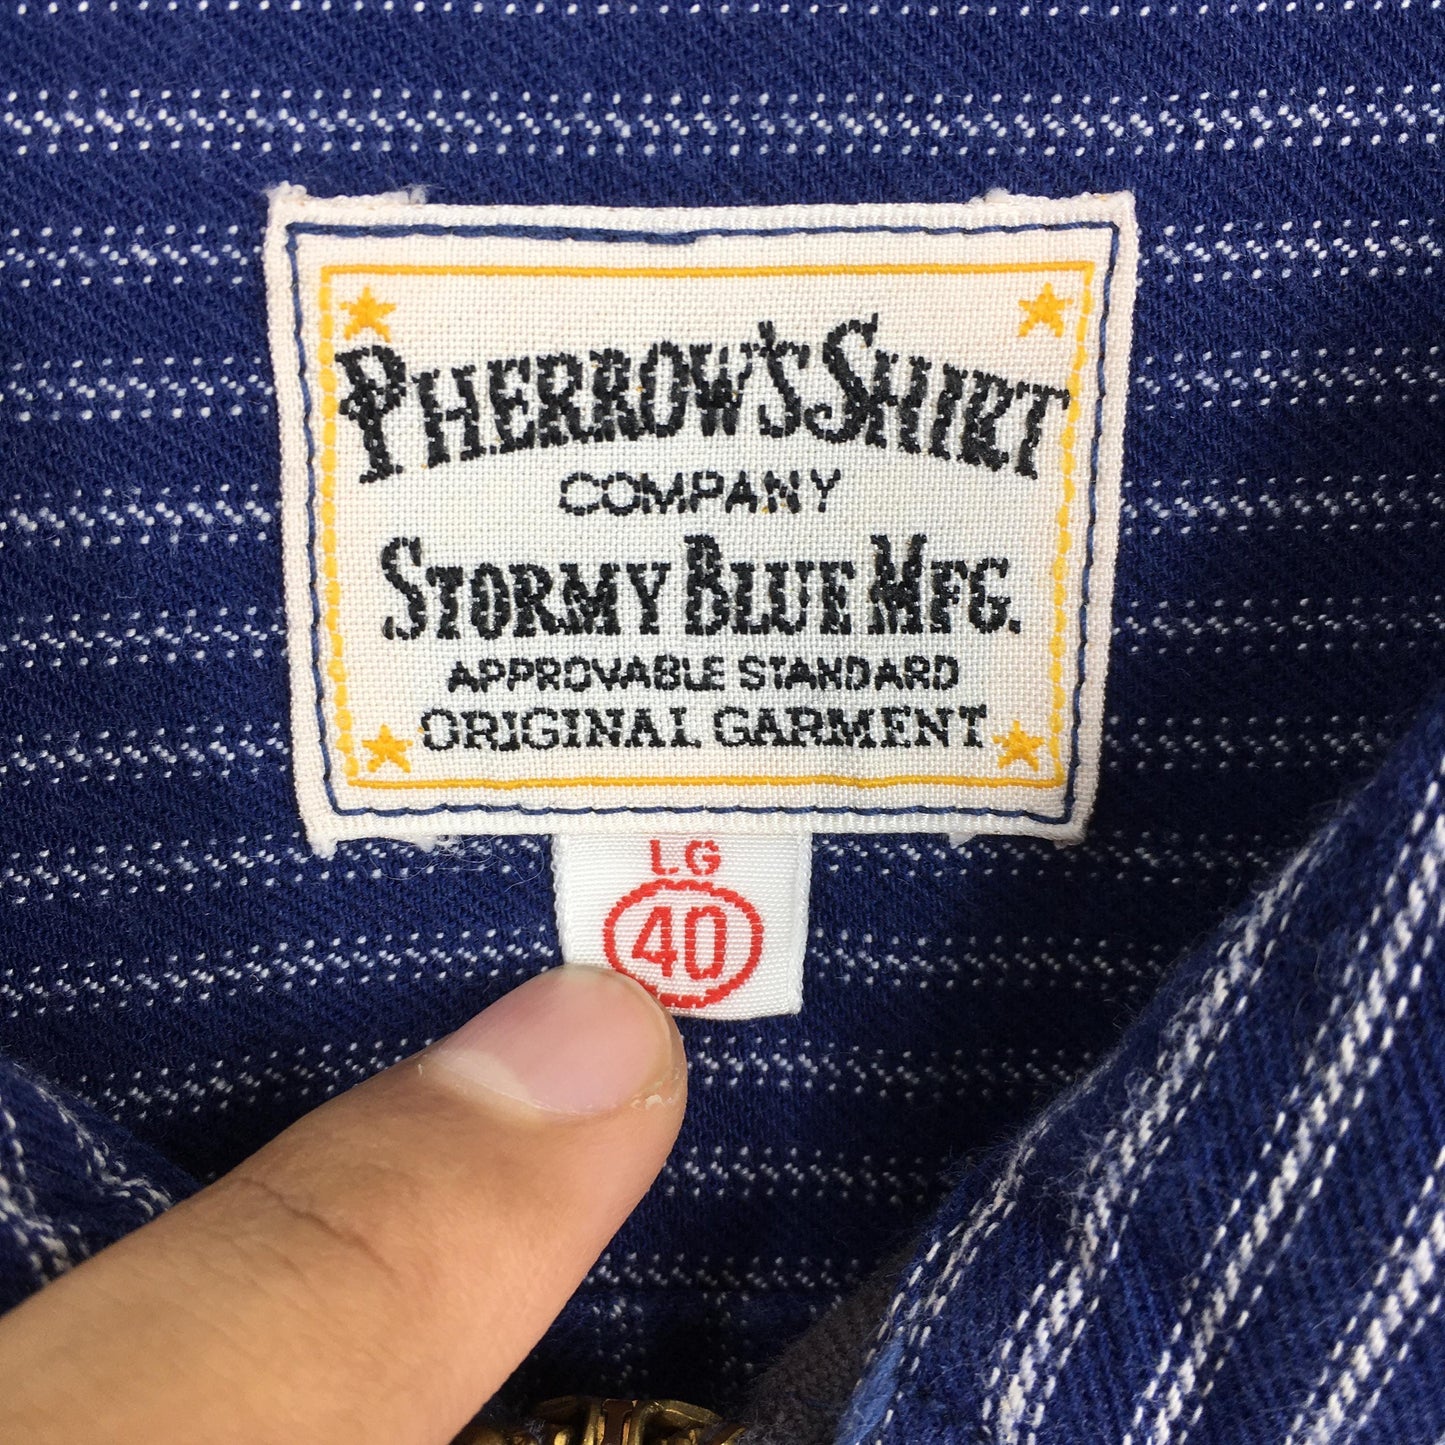 PHERROW'S SHIRT
COMPANY
STORMY BLUE MFG.
APPROVABLE STANDARD
ORIGINAL GARMENT
LG
40